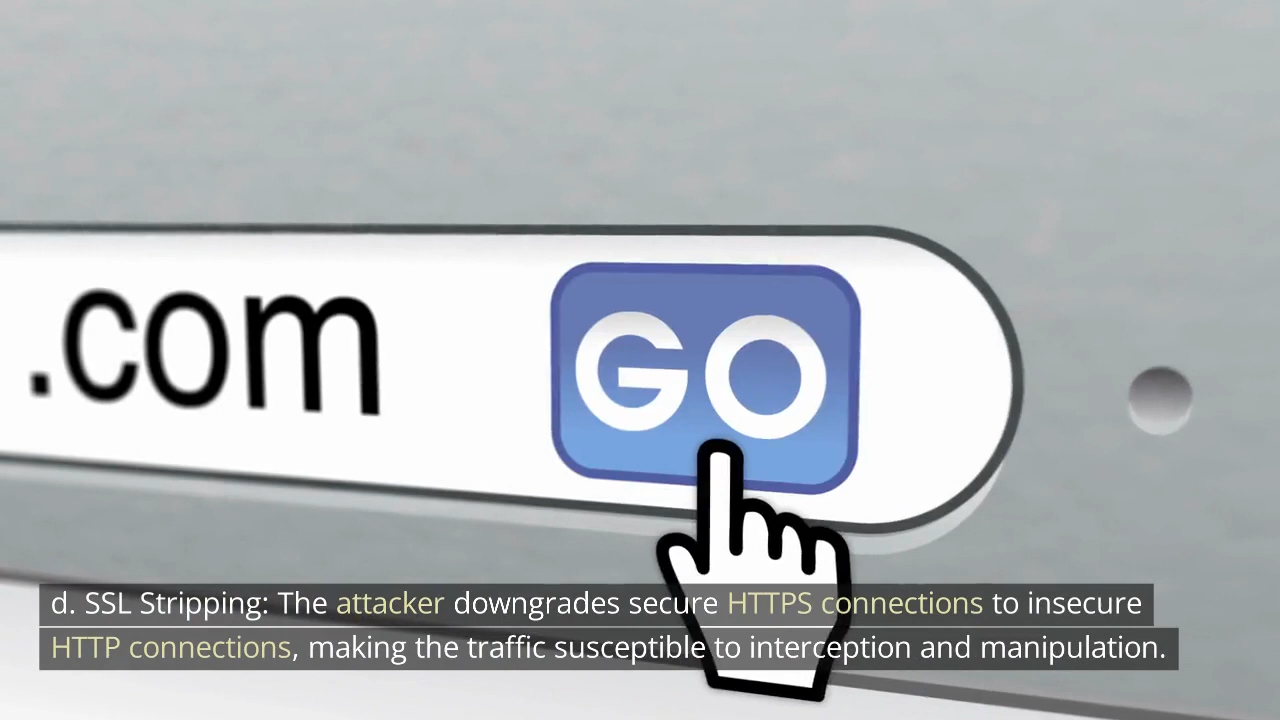 .com
GO
d. SSL Stripping: The attacker downgrades secure HTTPS connections to insecure
HTTP connections, making the traffic susceptible to interception and manipulation.